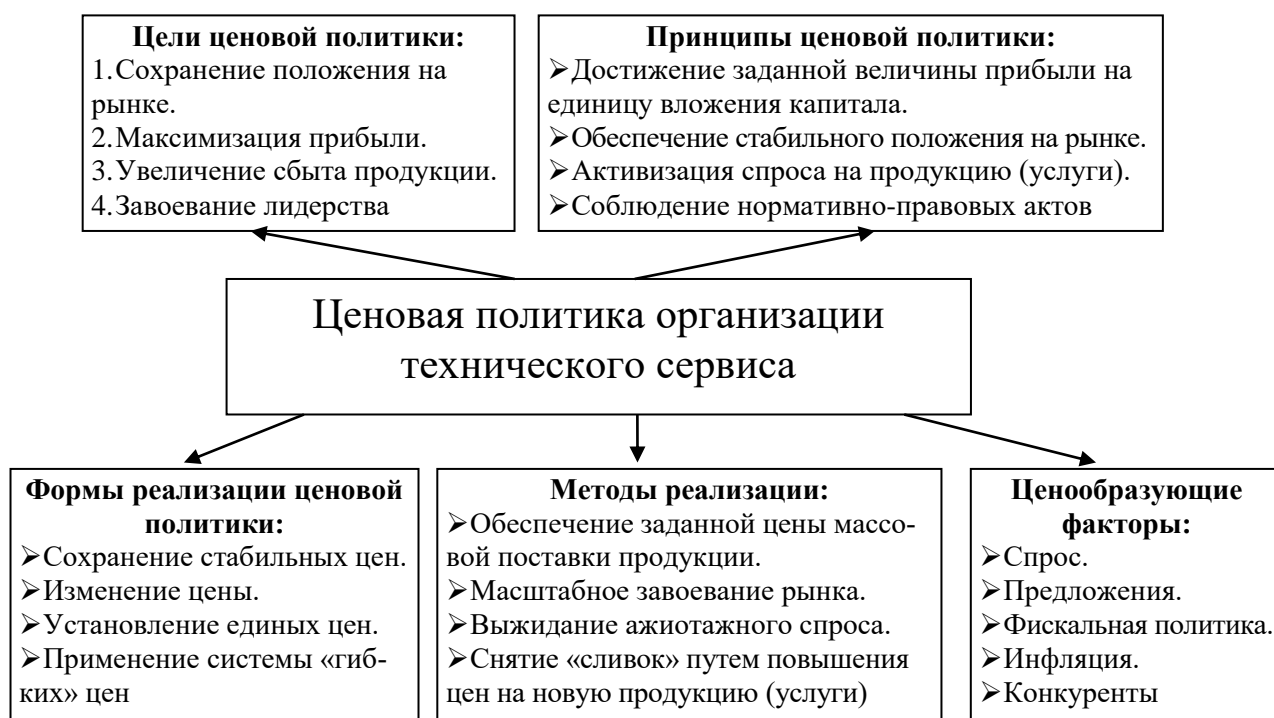 Цели ценовой политики:
1.Сохранение положения на
рынке.
2.Максимизация прибыли.
3.Увеличение сбыта продукции.
4.Завоевание лидерства
Принципы ценовой политики:
➢Достижение заданной величины прибыли на
единицу вложения капитала.
➢Обеспечение стабильного положения на рынке.
➢Активизация спроса на продукцию (услуги).
➢Соблюдение нормативно-правовых актов
Ценовая политика организации
технического сервиса
Формы реализации ценовой
политики:
➢Сохранение стабильных цен.
➢Изменение цены.
➢Установление единых цен.
➢Применение системы «гиб-
ких» цен
Методы реализации:
➢Обеспечение заданной цены массо-
вой поставки продукции.
➢Масштабное завоевание рынка.
➢Выжидание ажиотажного спроса.
➢Снятие «сливок» путем повышения
цен на новую продукцию (услуги)
Ценообразующие
факторы:
➢Спрос.
➢Предложения.
➢Фискальная политика.
➢Инфляция.
➢Конкуренты